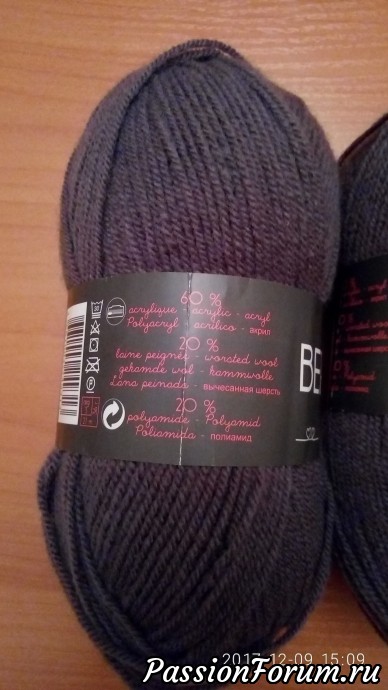 60 %
acrylique - acrylic - acryl
Polyacryl - acrilico - акрил
20 %
laine peignée - worsted wool
gekamde wol - kammwolle
Lana peinada - вычесанная шерсть
20 %
polyamide - Polyamid
Poliamida - полиамид
BE
2017-12-09 15:09
PassionForum.ru